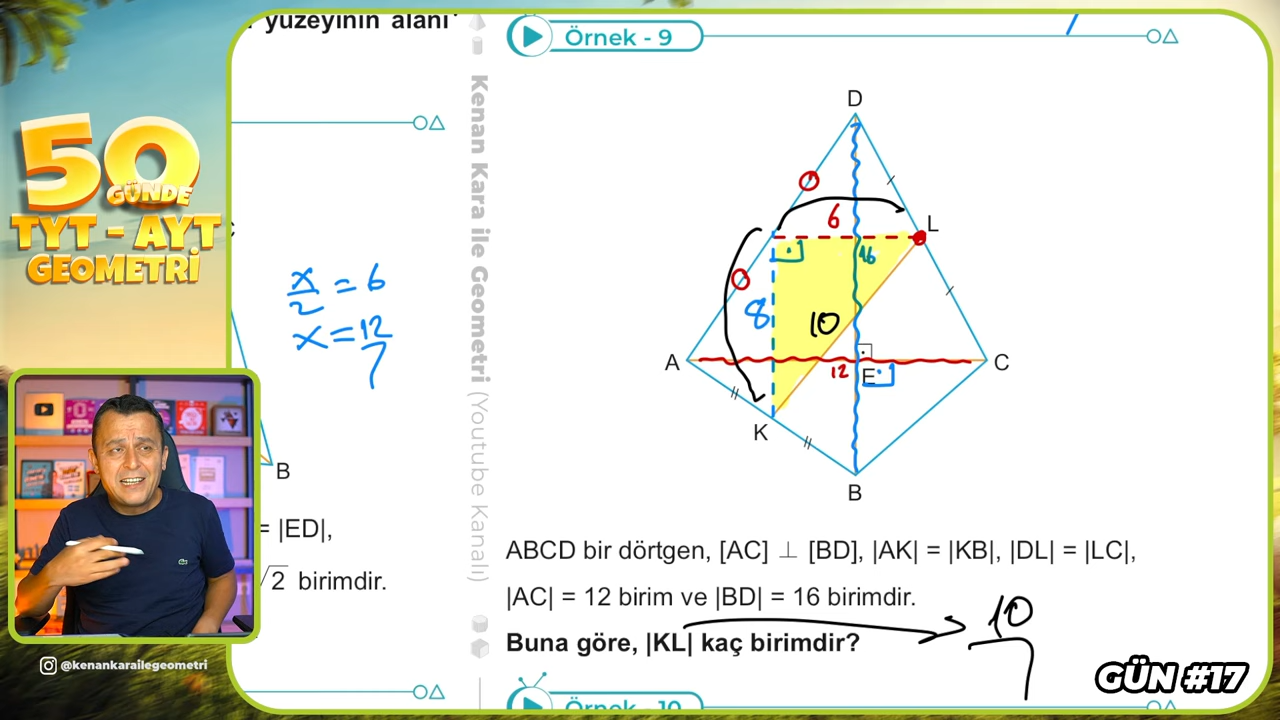 yüzeyinin alanı
Örnek - 9
50
GÜNDE
TYT - AYT
GEOMETRİ
Kenan Kara ile Geometri (Youtube Kanalı)
D
L
6
16
8
10
A
C
12
E
K
B
x/2 = 6
x = 12
B
= |ED|,
√2 birimdir.
ABCD bir dörtgen, [AC] ⊥ [BD], |AK| = |KB|, |DL| = |LC|,
|AC| = 12 birim ve |BD| = 16 birimdir.
Buna göre, |KL| kaç birimdir?
10
@kenankarailegeometri
GÜN #17
Örnek - 10